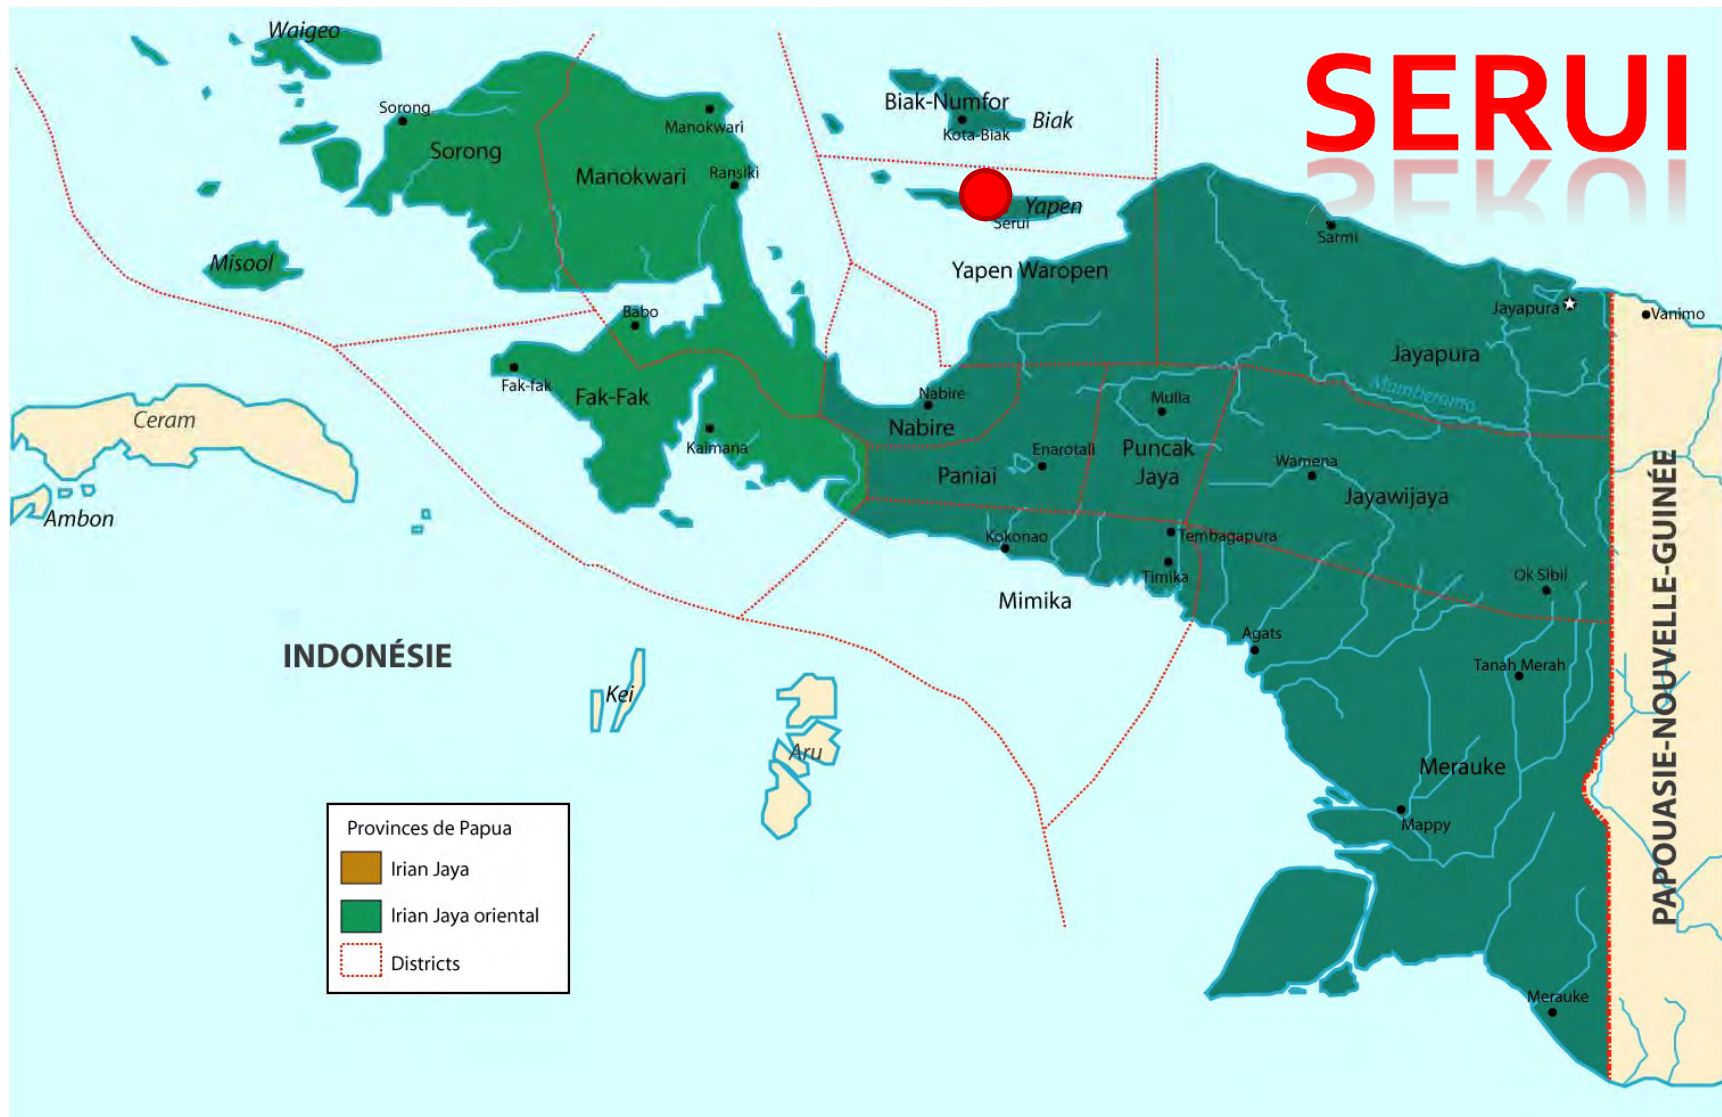 Waigeo
SERUI
Biak-Numfor
Sorong
Biak
Manokwari
Kota-Biak
Sorong
Manokwari
Ransiki
Yapen
Serui
Sarmi
Misool
Yapen Waropen
Jayapura
Vanimo
Babo
Jayapura
Fak-fak
Fak-Fak
Mamberamo
Nabire
Mulia
Ceram
Nabire
Kaimana
Enarotali
Puncak
Jaya
Wamena
Paniai
Jayawijaya
Ambon
Kokonao
Tembagapura
Timika
Ok Sibil
Mimika
PAPOUASIE-NOUVELLE-GUINÉE
Agats
INDONÉSIE
Tanah Merah
Kei
Aru
Merauke
Mappy
Provinces de Papua
Irian Jaya
Irian Jaya oriental
Districts
Merauke